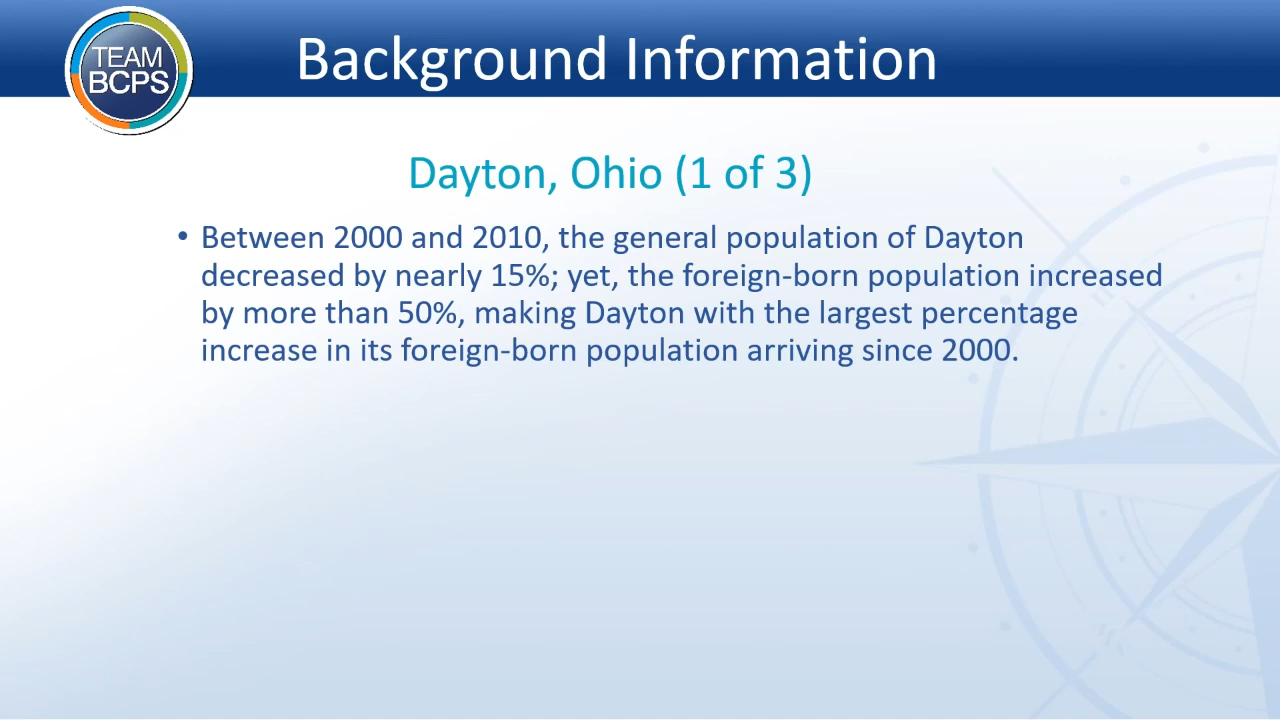 TEAM
BCPS
Background Information
Dayton, Ohio (1 of 3)
• Between 2000 and 2010, the general population of Dayton
decreased by nearly 15%; yet, the foreign-born population increased
by more than 50%, making Dayton with the largest percentage
increase in its foreign-born population arriving since 2000.